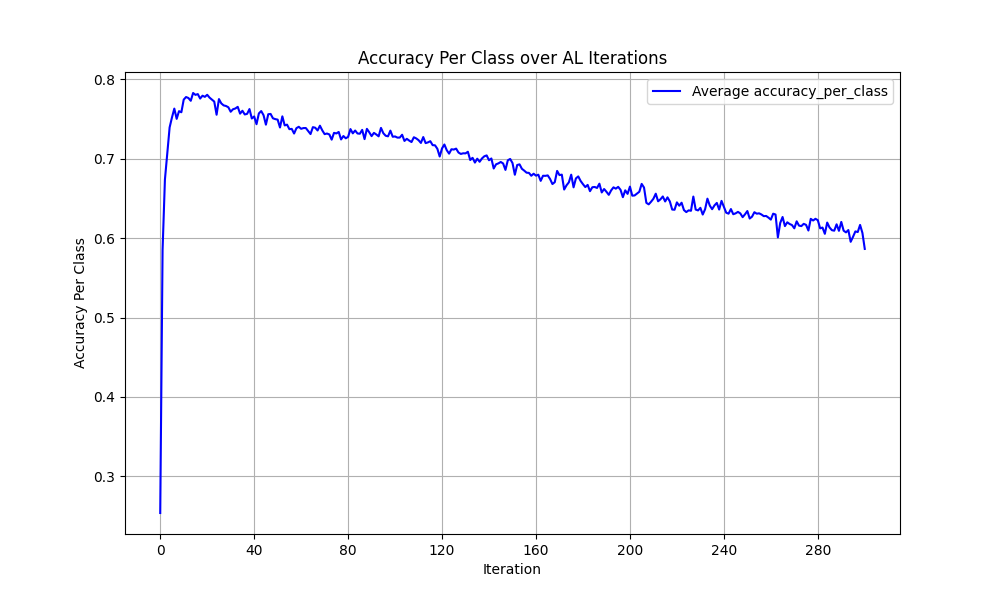 Accuracy Per Class over AL Iterations
Average accuracy_per_class
Accuracy Per Class
0.8
0.7
0.6
0.5
0.4
0.3
0 40 80 120 160 200 240 280
Iteration